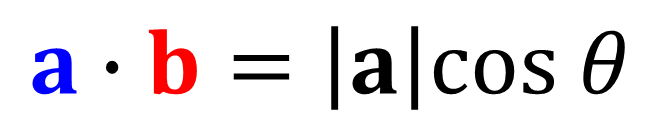 a · b = |a|cos θ